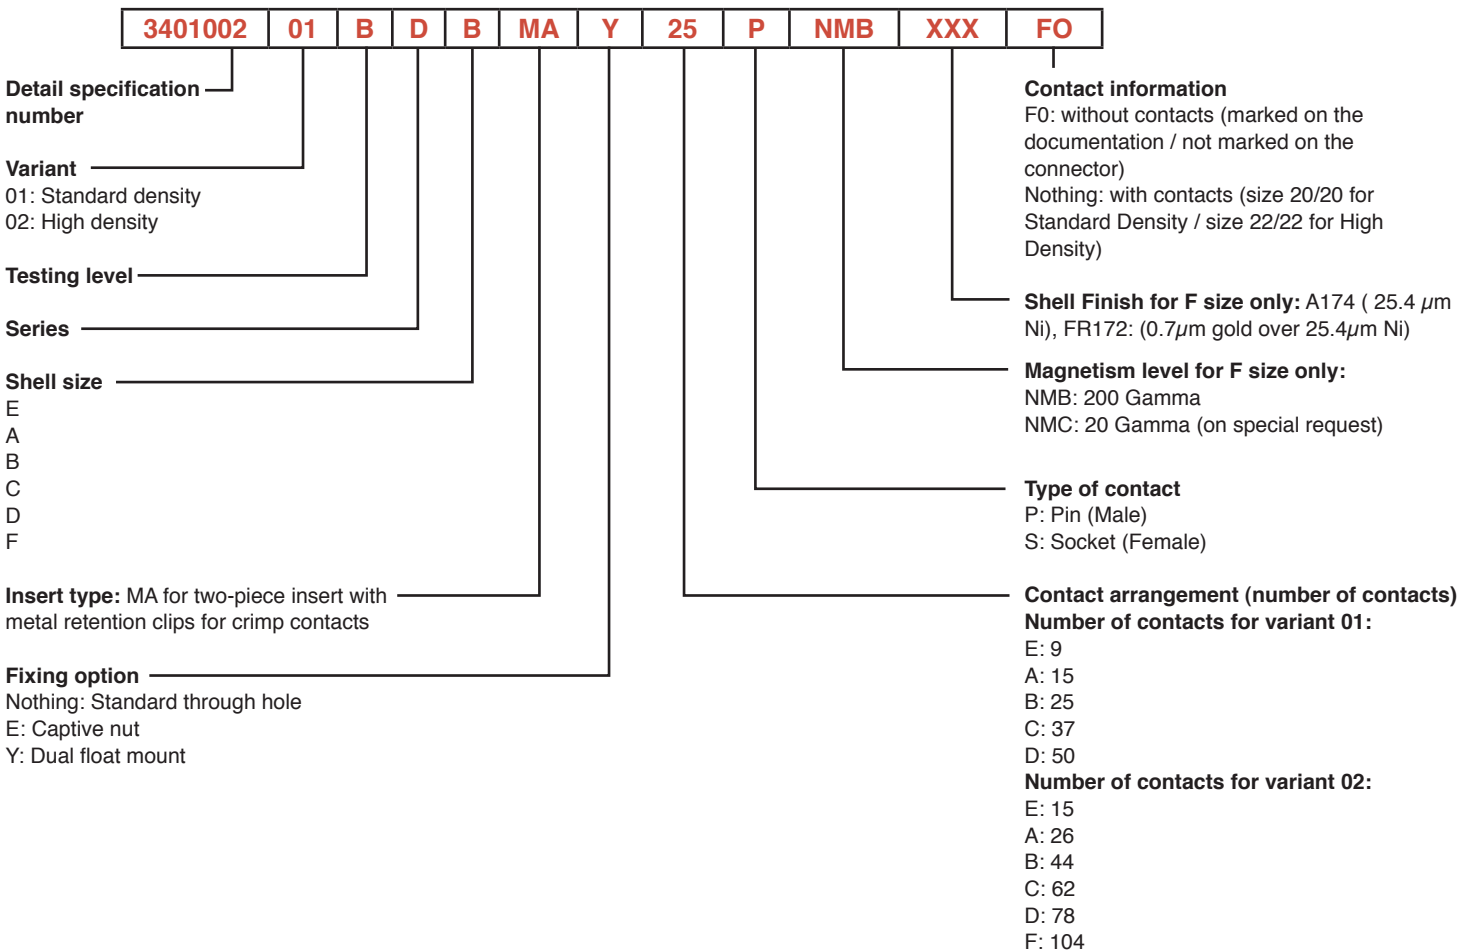 3401002 01 B D B MA Y 25 P NMB XXX FO
Detail specification
number
Variant
01: Standard density
02: High density
Testing level
Series
Shell size
E
A
B
C
D
F
Insert type: MA for two-piece insert with
metal retention clips for crimp contacts
Fixing option
Nothing: Standard through hole
E: Captive nut
Y: Dual float mount
Contact information
F0: without contacts (marked on the
documentation / not marked on the
connector)
Nothing: with contacts (size 20/20 for
Standard Density / size 22/22 for High
Density)
Shell Finish for F size only: A174 ( 25.4 µm
Ni), FR172: (0.7µm gold over 25.4µm Ni)
Magnetism level for F size only:
NMB: 200 Gamma
NMC: 20 Gamma (on special request)
Type of contact
P: Pin (Male)
S: Socket (Female)
Contact arrangement (number of contacts)
Number of contacts for variant 01:
E: 9
A: 15
B: 25
C: 37
D: 50
Number of contacts for variant 02:
E: 15
A: 26
B: 44
C: 62
D: 78
F: 104